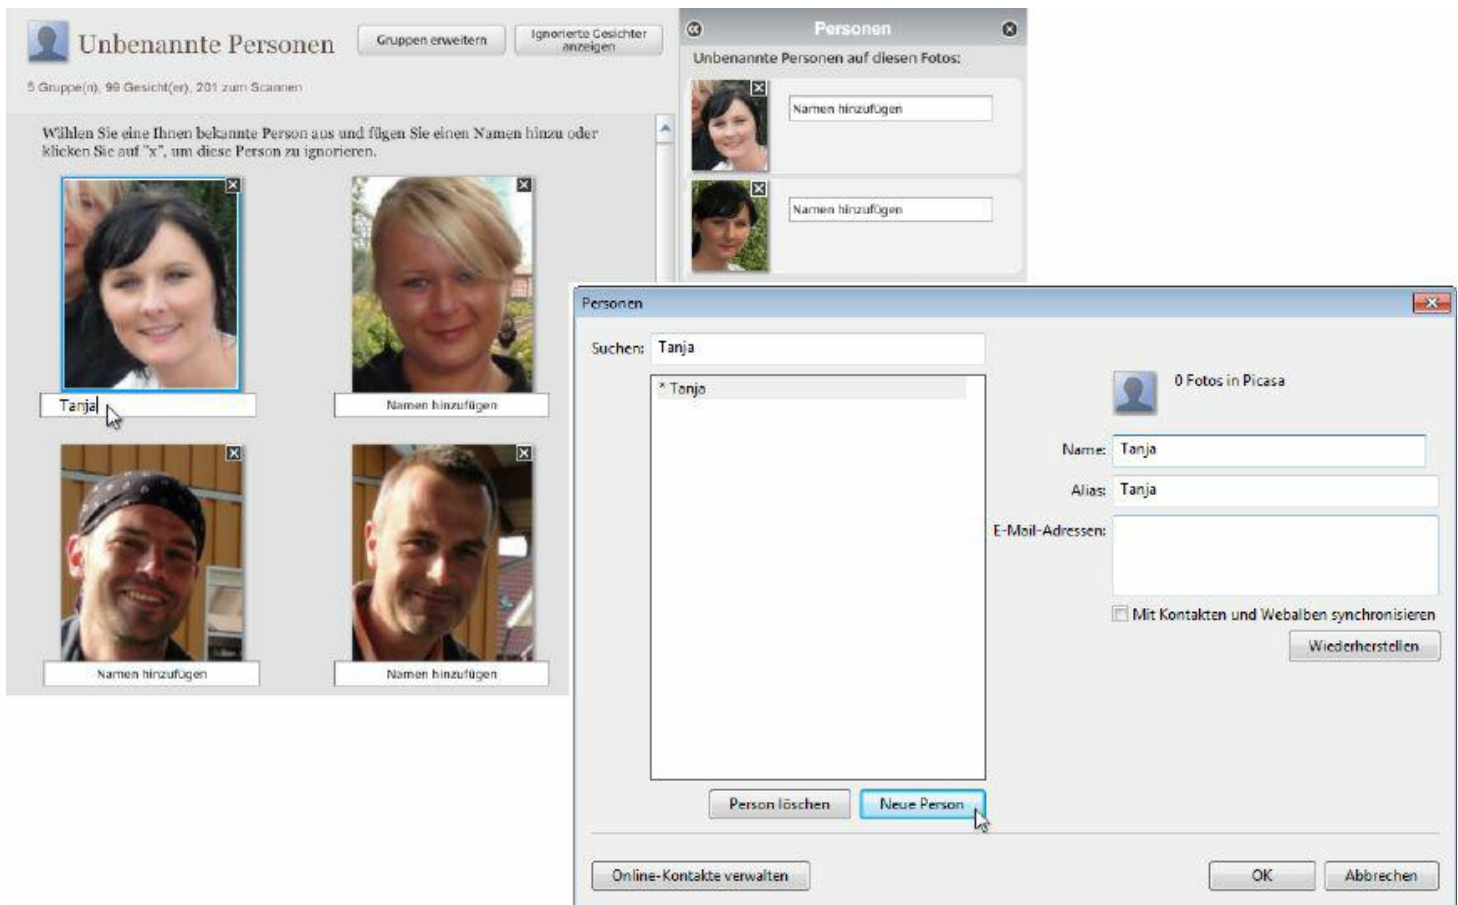 Unbenannte Personen
Gruppen erweitern
Ignorierte Gesichter
anzeigen
5 Gruppe(n), 99 Gesicht(er), 201 zum Scannen
Wählen Sie eine Ihnen bekannte Person aus und fügen Sie einen Namen hinzu oder
klicken Sie auf "x", um diese Person zu ignorieren.
Tanja
Namen hinzufügen
Namen hinzufügen
Namen hinzufügen
Personen
Unbenannte Personen auf diesen Fotos:
Namen hinzufügen
Namen hinzufügen
Personen
Suchen: Tanja
* Tanja
0 Fotos in Picasa
Name: Tanja
Alias: Tanja
E-Mail-Adressen:
Mit Kontakten und Webalben synchronisieren
Wiederherstellen
Person löschen
Neue Person
Online-Kontakte verwalten
OK
Abbrechen